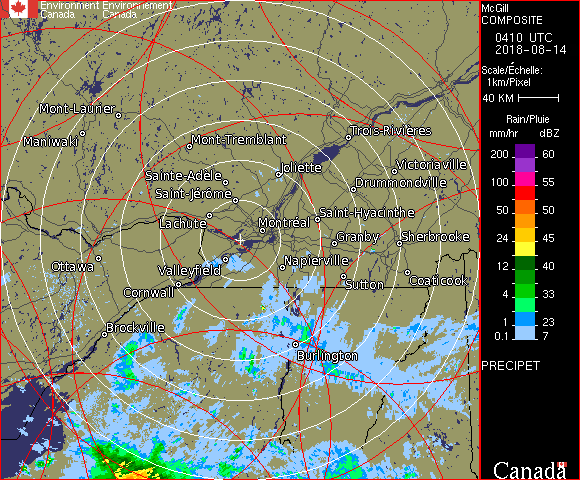 Environment Environnement
Canada Canada
McGill
COMPOSITE
0410 UTC
2018-08-14
Scale/Échelle:
1km/Pixel
40 KM
Rain/Pluie
mm/hr dBZ
200 60
100 55
50 50
24 45
12 40
4 33
1 23
0.1 7
PRECIPET
Canada
Mont-Laurier
Maniwaki
Mont-Tremblant
Trois-Rivières
Sainte-Adèle
Joliette
Victoriaville
Saint-Jérôme
Drummondville
Lachute
Montréal
Saint-Hyacinthe
Granby
Sherbrooke
Ottawa
Valleyfield
Napierville
Cornwall
Sutton
Coaticook
Brockville
Burlington